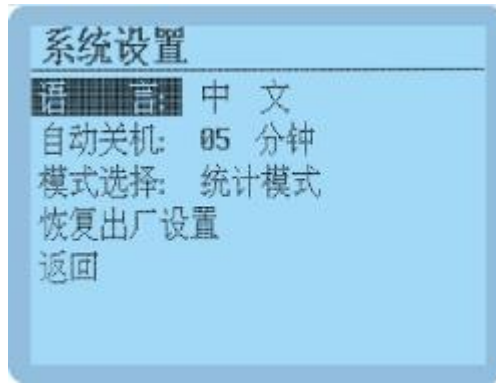 系统设置
语 言: 中 文
自动关机: 05 分钟
模式选择: 统计模式
恢复出厂设置
返回